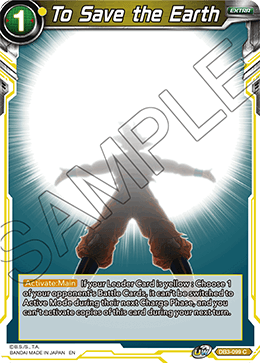 1
To Save the Earth
EXTRA
SAMPLE
Activate:Main If your Leader Card is yellow : Choose 1
of your opponent's Battle Cards, it can't be switched to
Active Mode during their next Charge Phase, and you
can't activate copies of this card during your next turn.
©B.S./S., T.A.
BANDAI MADE IN JAPAN EN
DB3-099 C